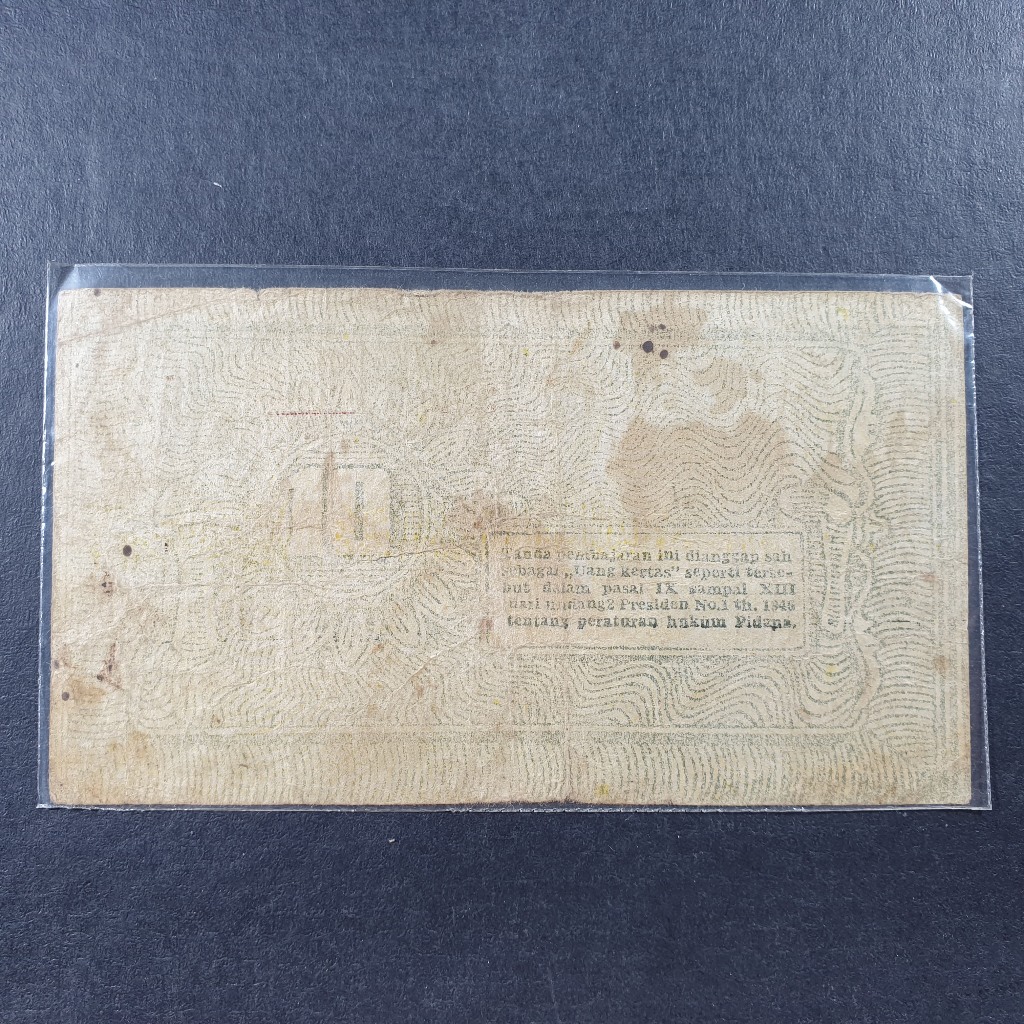 10
Tanda pembajaran ini dianggap sah
sebagai „Uang kertas" seperti terse-
but dalam pasal IX sampai XIII
dari undang2 Presiden No.1 th. 1946
tentang peraturan hukum Pidana.